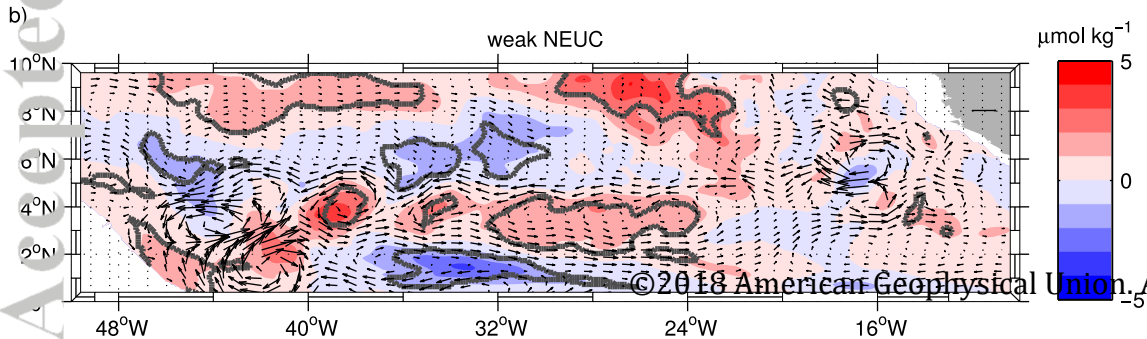 b)
weak NEUC
μmol kg⁻¹
10°N
8°N
6°N
4°N
2°N
48°W
40°W
32°W
24°W
16°W
5
0
−5
Accepted
©2018 American Geophysical Union. A